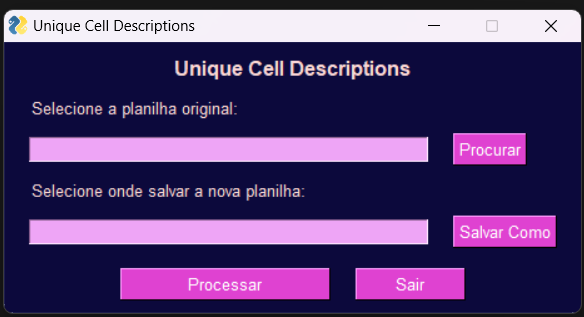 Unique Cell Descriptions
Unique Cell Descriptions
Selecione a planilha original:
Procurar
Selecione onde salvar a nova planilha:
Salvar Como
Processar Sair